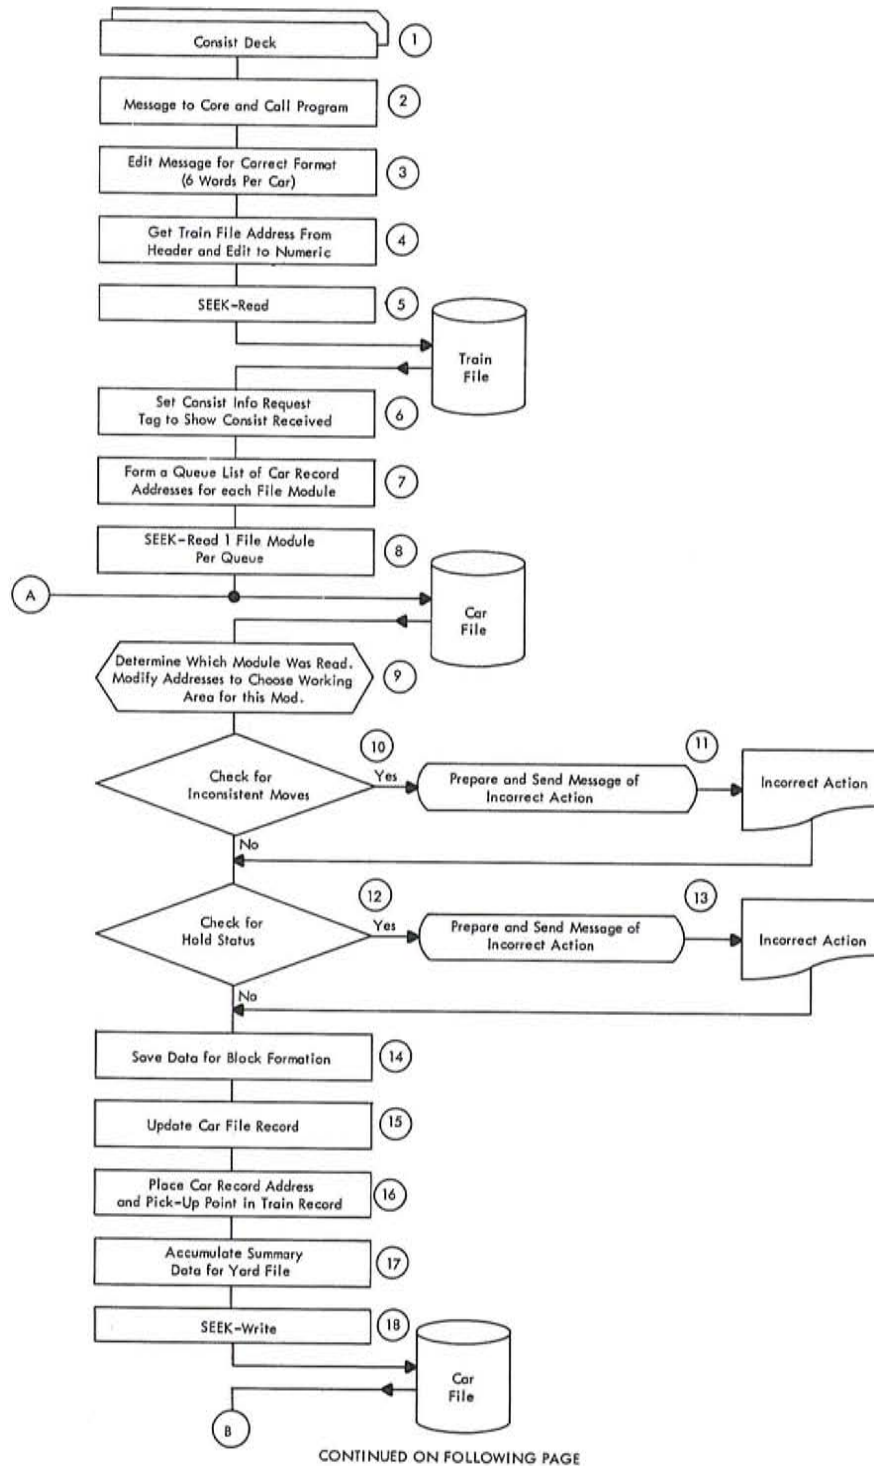 Consist Deck
1
Message to Core and Call Program
2
Edit Message for Correct Format
(6 Words Per Car)
3
Get Train File Address From
Header and Edit to Numeric
4
SEEK-Read
5
Train
File
Set Consist Info Request
Tag to Show Consist Received
6
Form a Queue List of Car Record
Addresses for each File Module
7
SEEK-Read 1 File Module
Per Queue
8
A
Car
File
Determine Which Module Was Read.
Modify Addresses to Choose Working
Area for this Mod.
9
Check for
Inconsistent Moves
10
Yes
Prepare and Send Message of
Incorrect Action
11
Incorrect Action
No
Check for
Hold Status
12
Yes
Prepare and Send Message of
Incorrect Action
13
Incorrect Action
No
Save Data for Block Formation
14
Update Car File Record
15
Place Car Record Address
and Pick-Up Point in Train Record
16
Accumulate Summary
Data for Yard File
17
SEEK-Write
18
Car
File
B
CONTINUED ON FOLLOWING PAGE